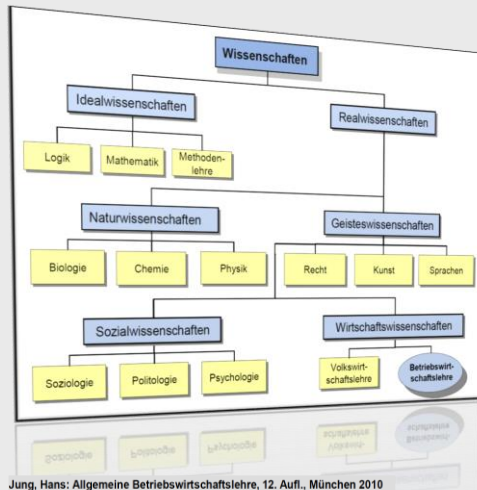 Wissenschaften
Idealwissenschaften
Realwissenschaften
Logik
Mathematik
Methoden-
lehre
Naturwissenschaften
Geisteswissenschaften
Biologie
Chemie
Physik
Recht
Kunst
Sprachen
Sozialwissenschaften
Wirtschaftswissenschaften
Soziologie
Politologie
Psychologie
Volkswirt-
schaftslehre
Betriebswirt-
schaftslehre
Jung, Hans: Allgemeine Betriebswirtschaftslehre, 12. Aufl., München 2010